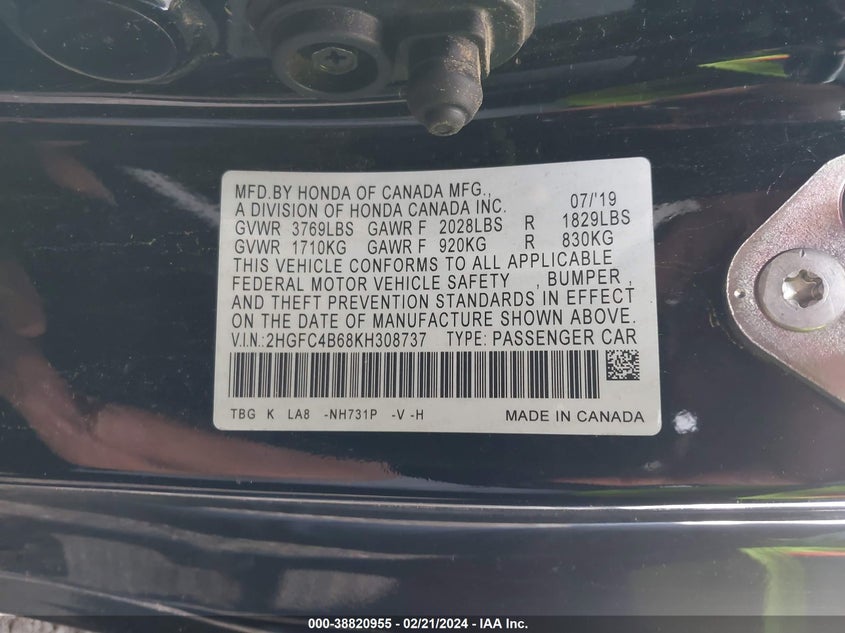 MFD.BY HONDA OF CANADA MFG., 07/'19
A DIVISION OF HONDA CANADA INC.
GVWR 3769LBS GAWR F 2028LBS R 1829LBS
GVWR 1710KG GAWR F 920KG R 830KG
THIS VEHICLE CONFORMS TO ALL APPLICABLE
FEDERAL MOTOR VEHICLE SAFETY , BUMPER ,
AND THEFT PREVENTION STANDARDS IN EFFECT
ON THE DATE OF MANUFACTURE SHOWN ABOVE.
V.I.N.:2HGFC4B68KH308737 TYPE: PASSENGER CAR
TBG K LA8 -NH731P -V -H MADE IN CANADA
000-38820955 - 02/21/2024 - IAA Inc.